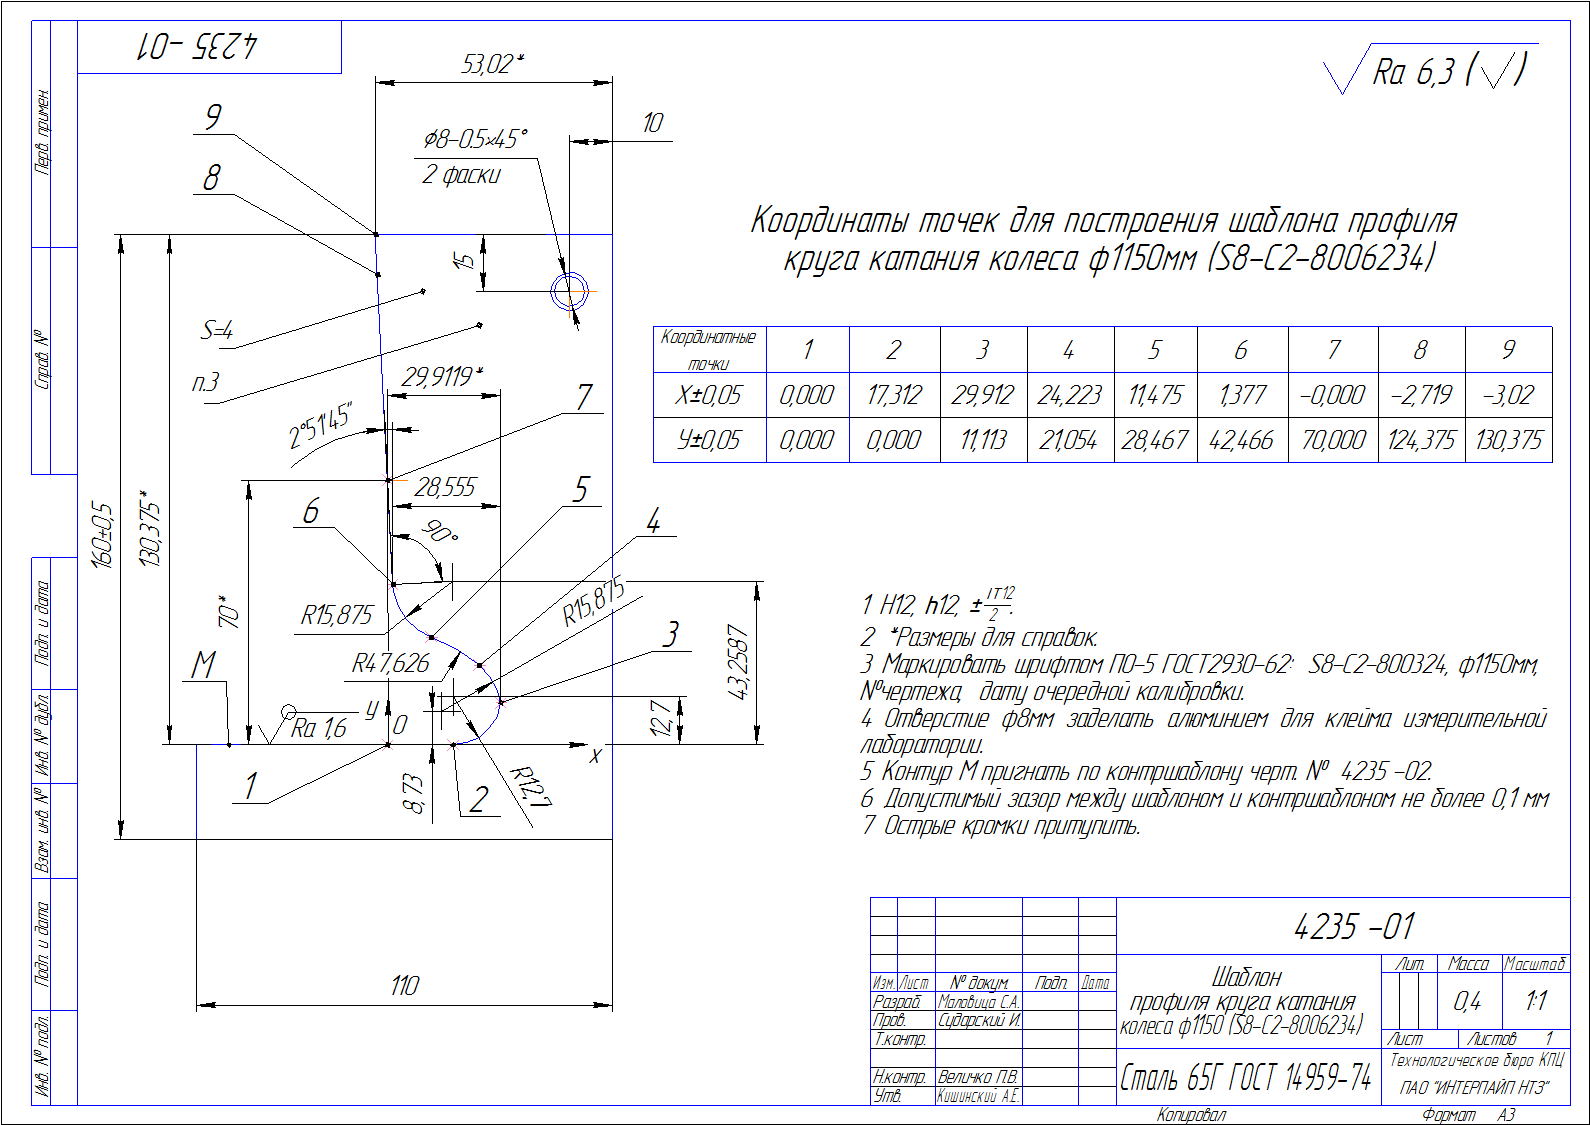 4235 -01
Перв. примен.
Справ. №
Подп. и дата
Инв. № дубл.
Взам. инв. №
Подп. и дата
Инв. № подл.
53,02*
Ra 6,3 (√)
10
ϕ8-0.5×45°
2 фаски
15
9
8
S=4
п.3
29,9119*
7
2°51'45"
28,555
6
5
4
90°
160±0,5
130,375*
70*
R15,875
R15,875
R47,626
3
43,2587
12,7
М
Ra 1,6
У
0
х
1
8,73
2
R12,7
110
Координаты точек для построения шаблона профиля
круга катания колеса ф1150мм (S8-C2-8006234)
Координатные точки 1 2 3 4 5 6 7 8 9
Х±0,05 0,000 17,312 29,912 24,223 11,475 1,377 -0,000 -2,719 -3,02
У±0,05 0,000 0,000 11,113 21,054 28,467 42,466 70,000 124,375 130,375
1 H12, h12, ±IT12/2.
2 *Размеры для справок.
3 Маркировать шрифтом ПО-5 ГОСТ2930-62: S8-C2-800324, ф1150мм,
№чертежа, дату очередной калибровки.
4 Отверстие ф8мм заделать алюминием для клейма измерительной
лаборатории.
5 Контур М пригнать по контршаблону черт. № 4235 -02.
6 Допустимый зазор между шаблоном и контршаблоном не более 0,1 мм
7 Острые кромки притупить.
4235 -01
Изм. Лист № докум. Подп. Дата
Разраб. Маловица С.А.
Пров. Сударский И.
Т.контр.
Н.контр. Величко П.В.
Утв. Кишинский А.Е.
Шаблон
профиля круга катания
колеса ф1150 (S8-C2-8006234)
Лит. Масса Масштаб
0,4 1:1
Лист Листов 1
Сталь 65Г ГОСТ 14959-74
Технологическое бюро КПЦ
ПАО "ИНТЕРПАЙП НТЗ"
Копировал Формат А3